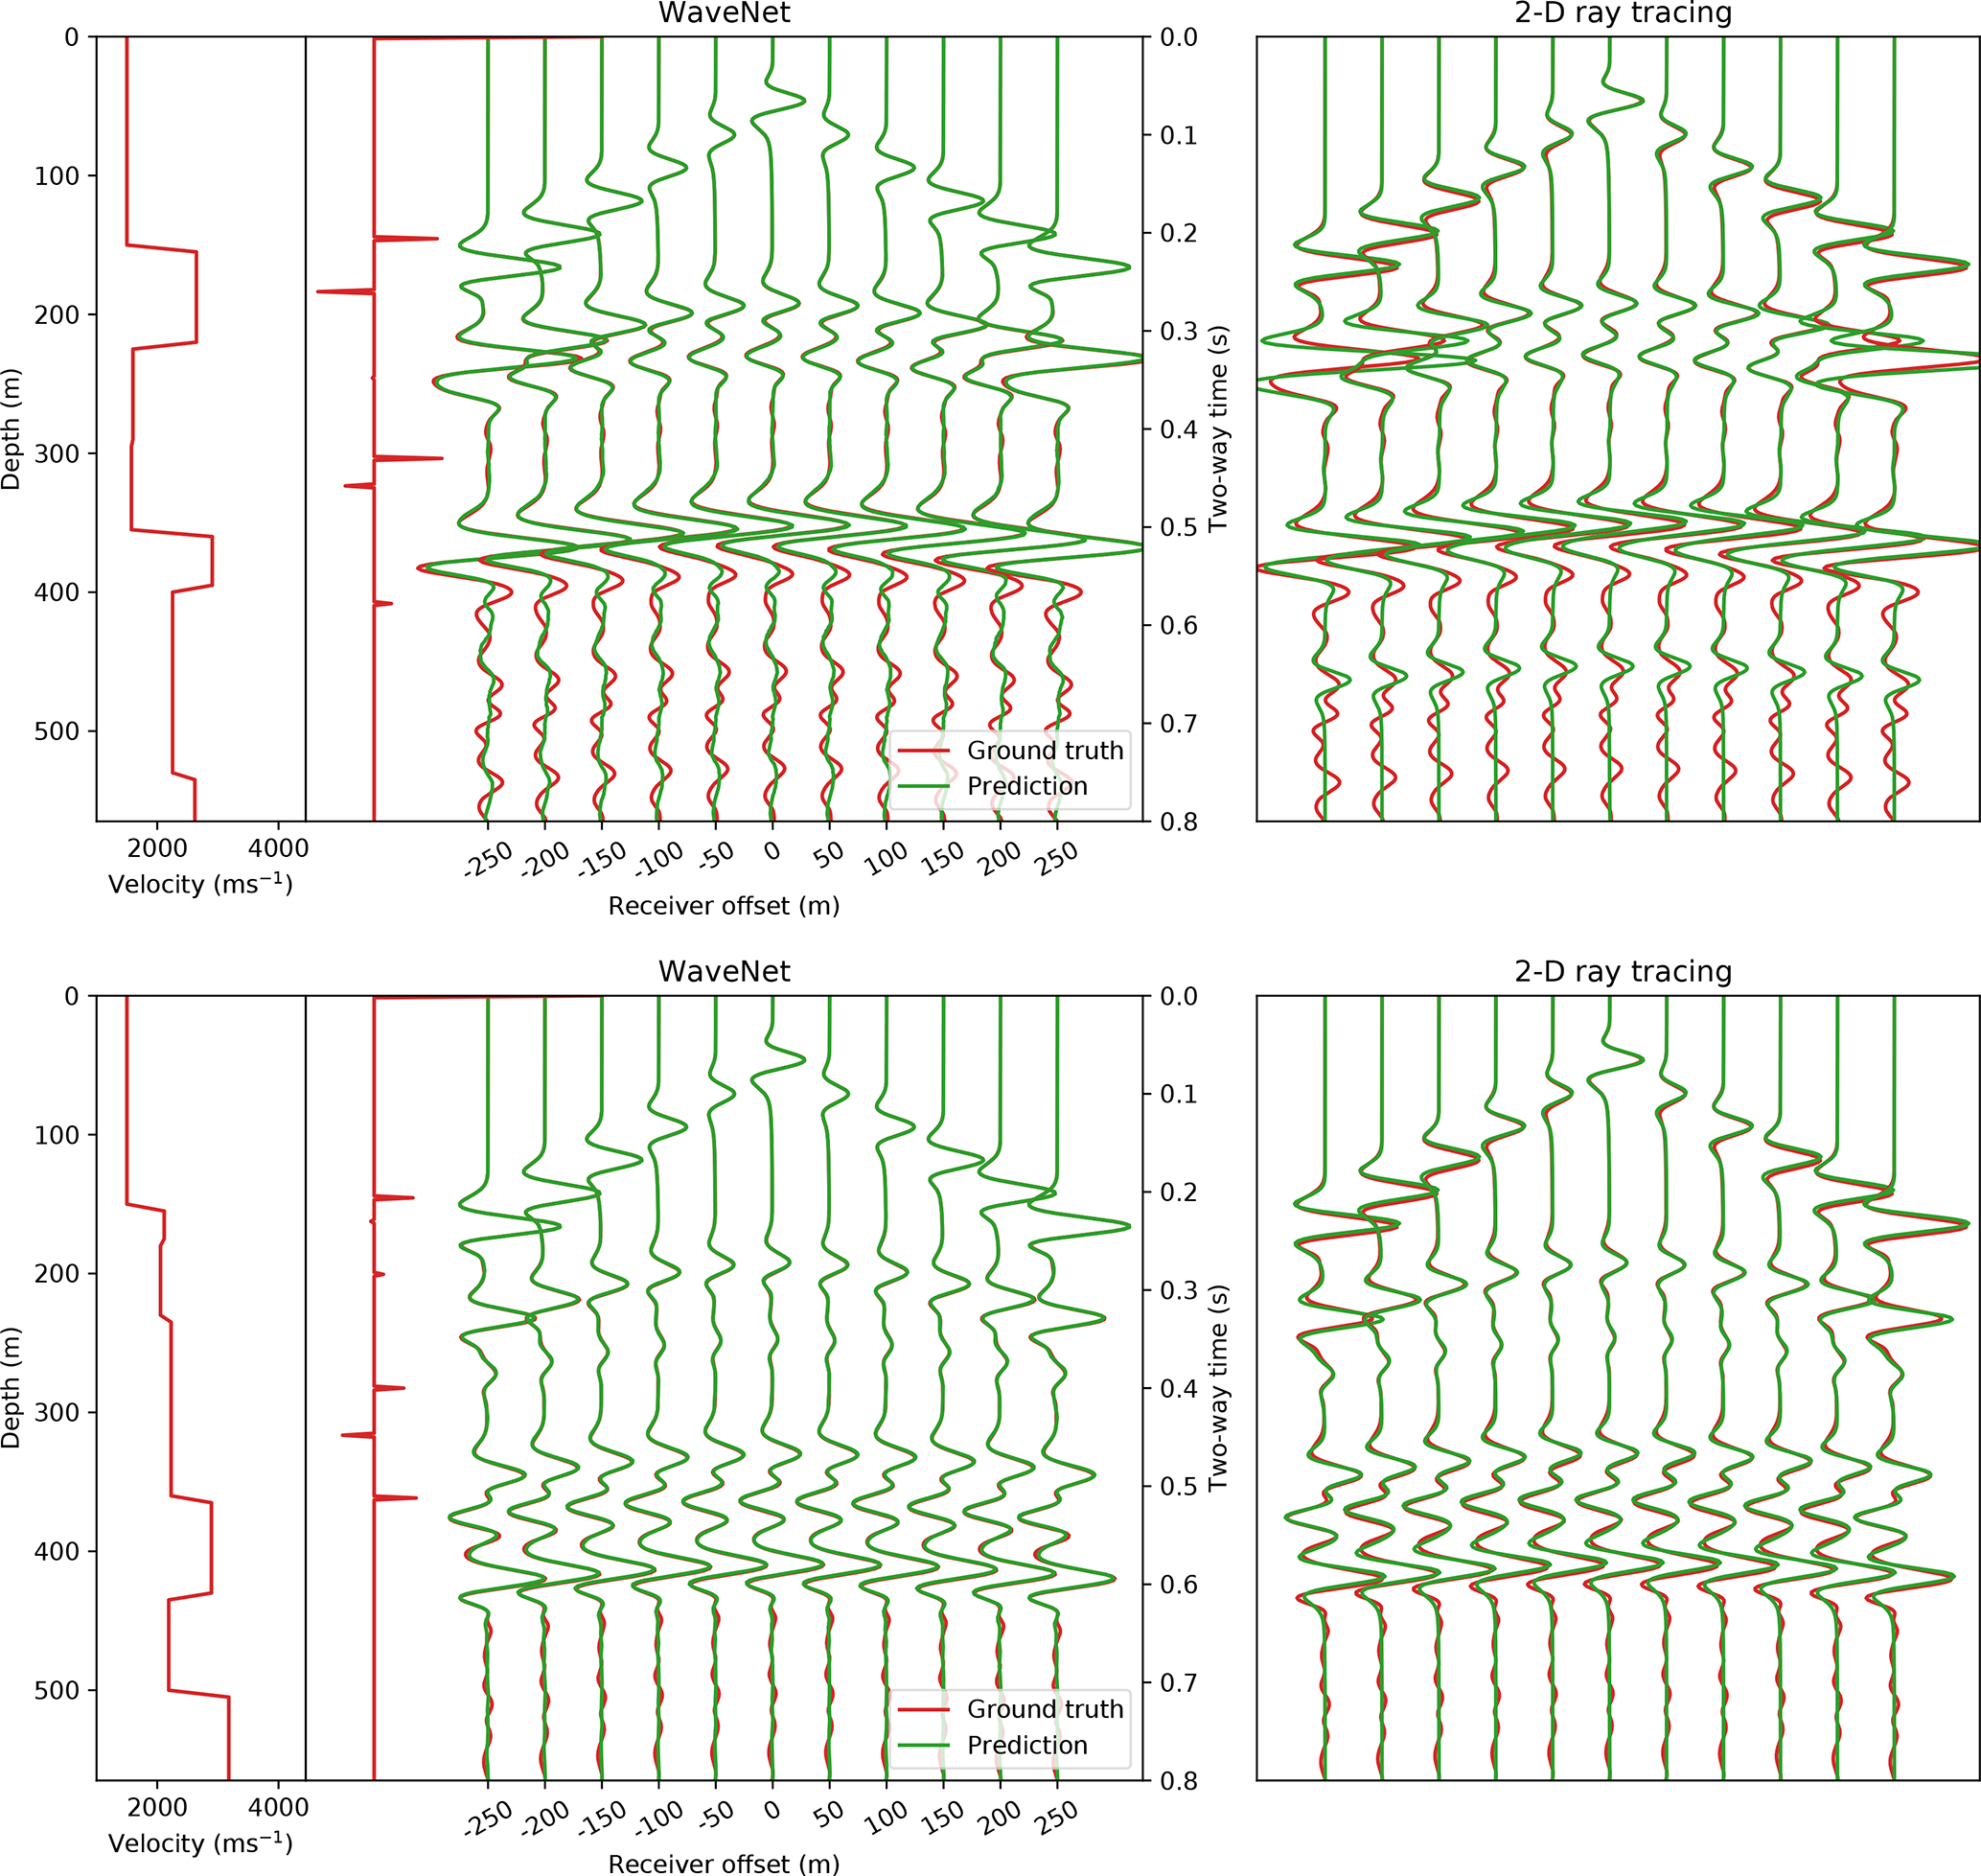 WaveNet
2-D ray tracing
0
100
200
300
400
500
Depth (m)
2000 4000
Velocity (ms⁻¹)
-250 -200 -150 -100 -50 0 50 100 150 200 250
Receiver offset (m)
0.0
0.1
0.2
0.3
0.4
0.5
0.6
0.7
0.8
Two-way time (s)
Ground truth
Prediction
WaveNet
2-D ray tracing
0
100
200
300
400
500
Depth (m)
2000 4000
Velocity (ms⁻¹)
-250 -200 -150 -100 -50 0 50 100 150 200 250
Receiver offset (m)
0.0
0.1
0.2
0.3
0.4
0.5
0.6
0.7
0.8
Two-way time (s)
Ground truth
Prediction